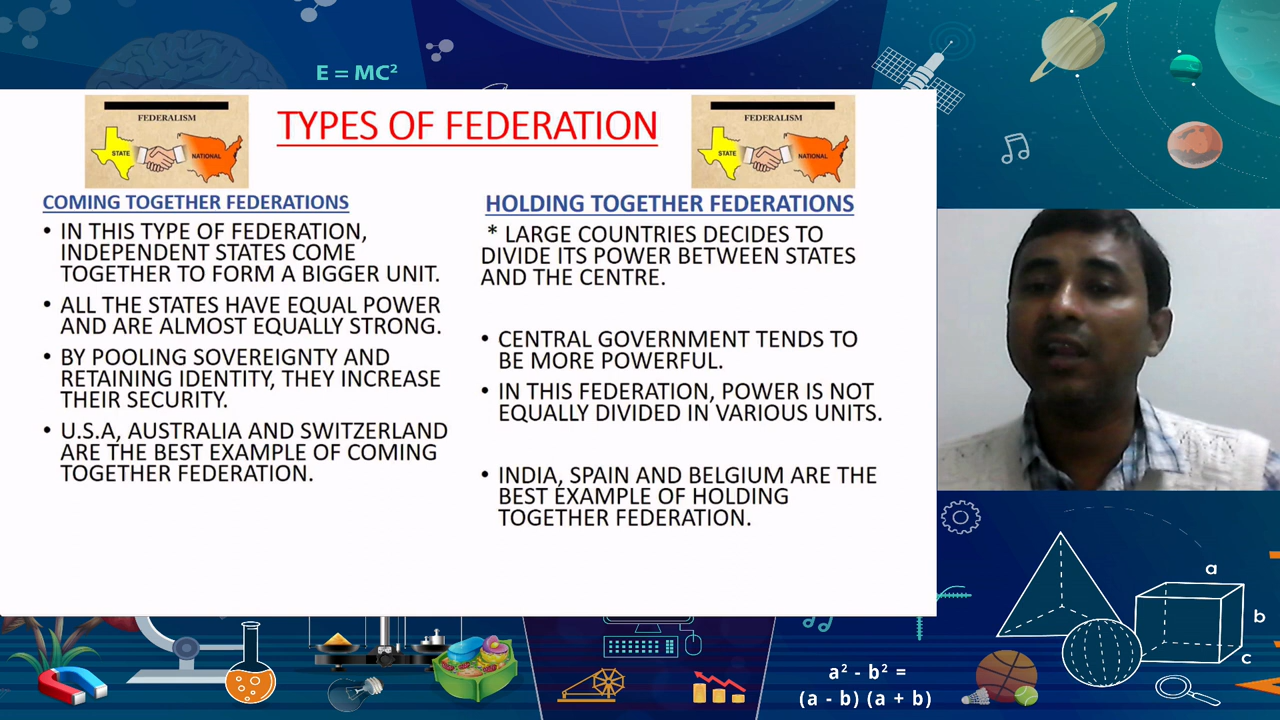 E = MC²
FEDERALISM
STATE
NATIONAL
TYPES OF FEDERATION
FEDERALISM
STATE
NATIONAL
COMING TOGETHER FEDERATIONS
• IN THIS TYPE OF FEDERATION,
INDEPENDENT STATES COME
TOGETHER TO FORM A BIGGER UNIT.
• ALL THE STATES HAVE EQUAL POWER
AND ARE ALMOST EQUALLY STRONG.
• BY POOLING SOVEREIGNTY AND
RETAINING IDENTITY, THEY INCREASE
THEIR SECURITY.
• U.S.A, AUSTRALIA AND SWITZERLAND
ARE THE BEST EXAMPLE OF COMING
TOGETHER FEDERATION.
HOLDING TOGETHER FEDERATIONS
* LARGE COUNTRIES DECIDES TO
DIVIDE ITS POWER BETWEEN STATES
AND THE CENTRE.
• CENTRAL GOVERNMENT TENDS TO
BE MORE POWERFUL.
• IN THIS FEDERATION, POWER IS NOT
EQUALLY DIVIDED IN VARIOUS UNITS.
• INDIA, SPAIN AND BELGIUM ARE THE
BEST EXAMPLE OF HOLDING
TOGETHER FEDERATION.
a
b
c
a² - b² =
(a - b) (a + b)